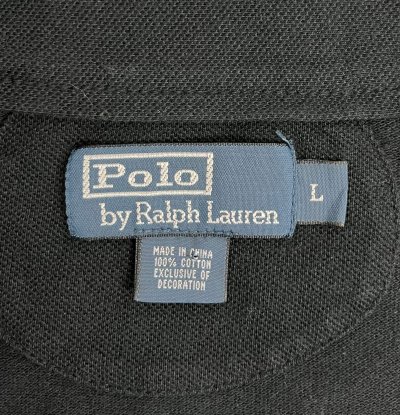 Polo
by Ralph Lauren
L
MADE IN CHINA
100% COTTON
EXCLUSIVE OF
DECORATION